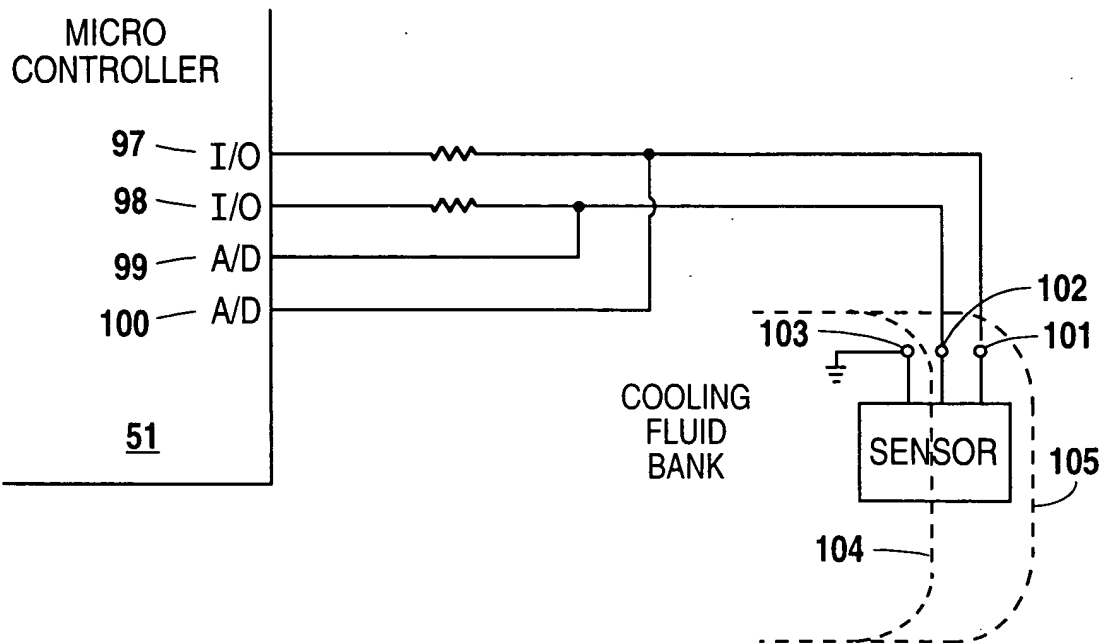 MICRO
CONTROLLER
97 I/O
98 I/O
99 A/D
100 A/D
51
102
103
101
COOLING
FLUID
BANK
SENSOR
105
104